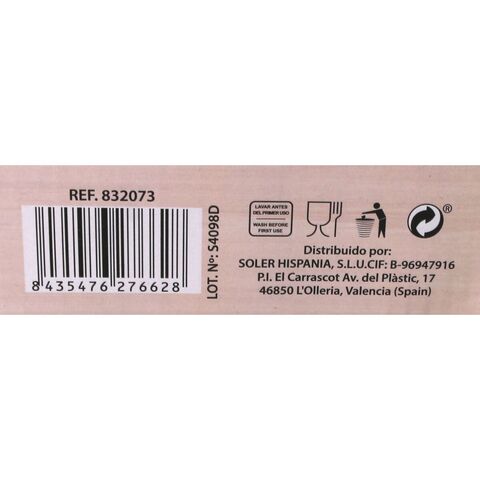 REF. 832073
8 435476 276628
LOT. Nº: S4098D
LAVAR ANTES
DEL PRIMER USO
WASH BEFORE
FIRST USE
®
Distribuido por:
SOLER HISPANIA, S.L.U.CIF: B-96947916
P.I. El Carrascot Av. del Plàstic, 17
46850 L'Olleria, Valencia (Spain)